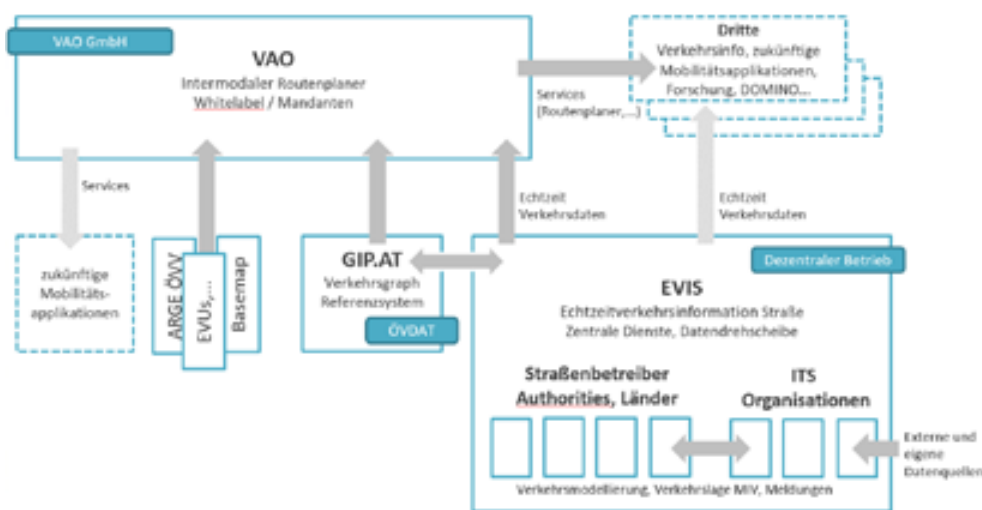 VAO GmbH
VAO
Intermodaler Routenplaner
Whitelabel / Mandanten
Dritte
Verkehrsinfo, zukünftige
Mobilitätsapplikationen,
Forschung, DOMINO...
Services
(Routenplaner,...)
Services
Echtzeit
Verkehrsdaten
Echtzeit
Verkehrsdaten
zukünftige
Mobilitäts-
applikationen
ARGE ÖVV
EVUs,...
Basemap
GIP.AT
Verkehrsgraph
Referenzsystem
ÖVDAT
Dezentraler Betrieb
EVIS
Echtzeitverkehrsinformation Straße
Zentrale Dienste, Datendrehscheibe
Straßenbetreiber
Authorities, Länder
ITS
Organisationen
Externe und
eigene
Datenquellen
Verkehrsmodellierung, Verkehrslage MIV, Meldungen